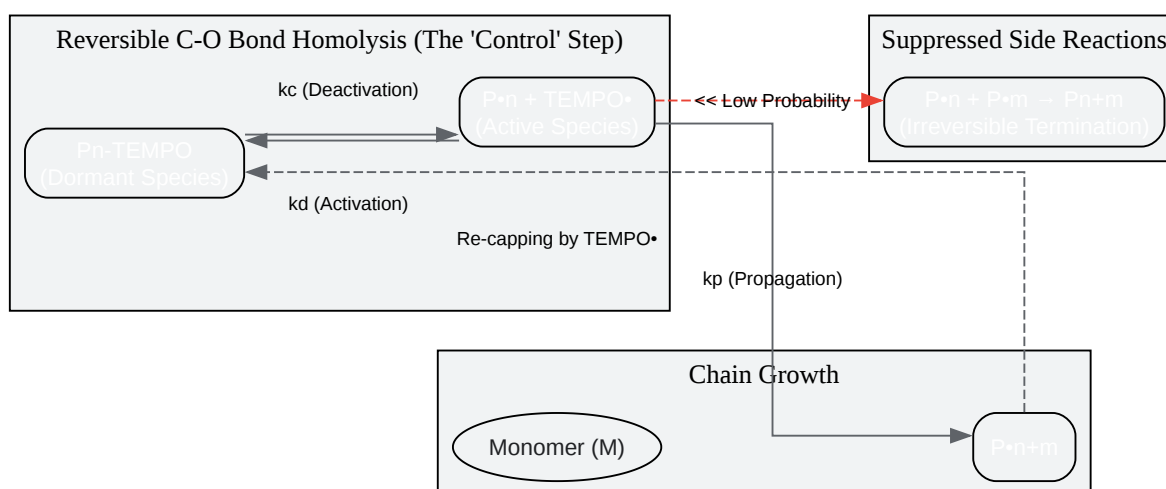 Reversible C-O Bond Homolysis (The 'Control' Step)
kc (Deactivation)
P•n + TEMPO•
(Active Species)
Pn-TEMPO
(Dormant Species)
kd (Activation)
Re-capping by TEMPO•
<< Low Probability
Suppressed Side Reactions
P•n + P•m → Pn+m
(Irreversible Termination)
kp (Propagation)
Chain Growth
Monomer (M)
P•n+m